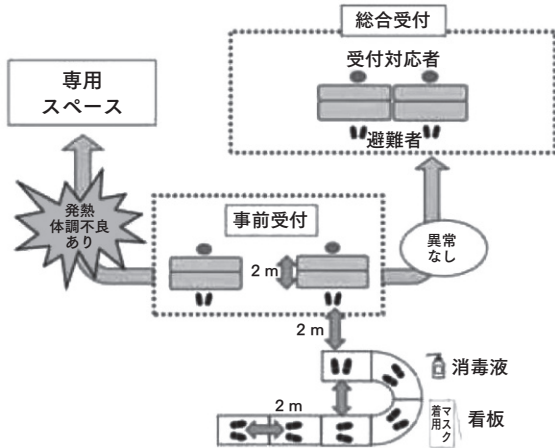 総合受付
受付対応者
避難者
専用
スペース
発熱
体調不良
あり
事前受付
異常
なし
2 m
2 m
2 m
消毒液
マスク
着用
看板